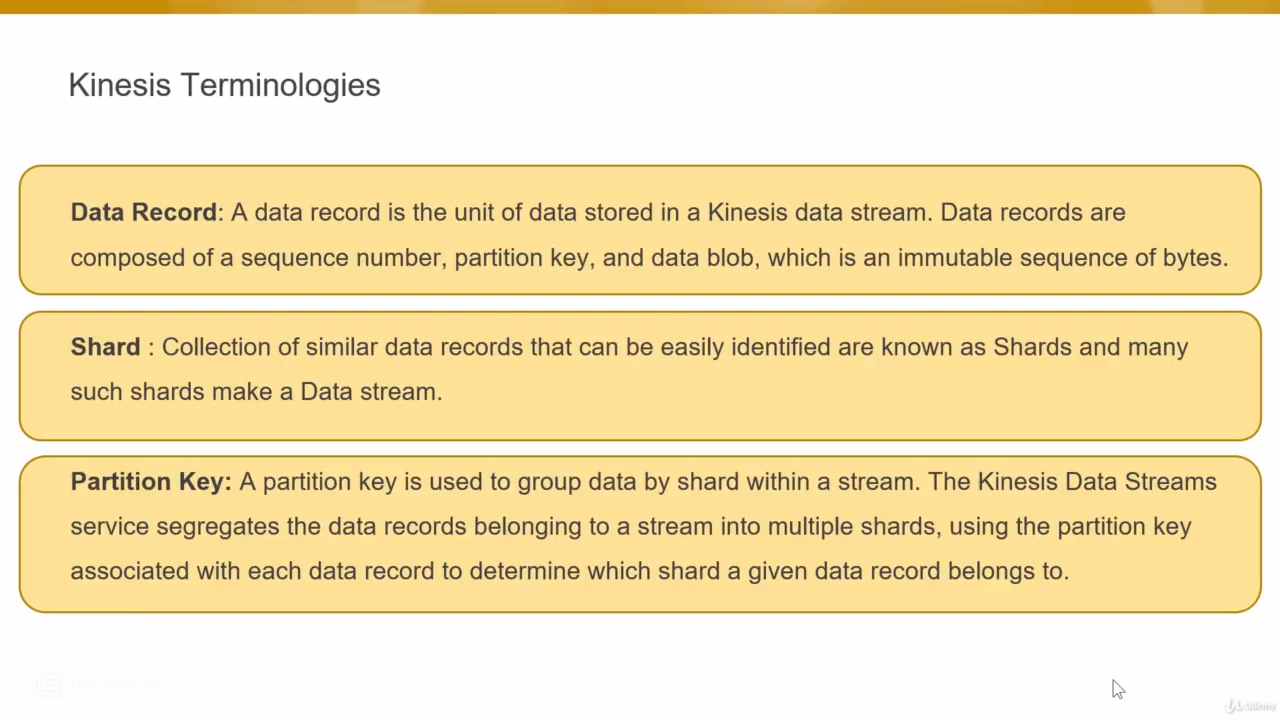 Kinesis Terminologies
Data Record: A data record is the unit of data stored in a Kinesis data stream. Data records are
composed of a sequence number, partition key, and data blob, which is an immutable sequence of bytes.
Shard : Collection of similar data records that can be easily identified are known as Shards and many
such shards make a Data stream.
Partition Key: A partition key is used to group data by shard within a stream. The Kinesis Data Streams
service segregates the data records belonging to a stream into multiple shards, using the partition key
associated with each data record to determine which shard a given data record belongs to.
Udemy